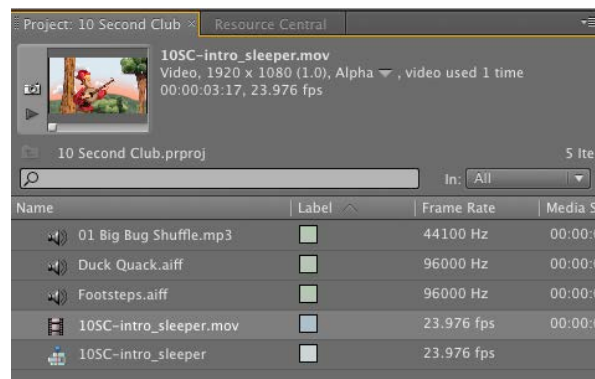 Project: 10 Second Club × Resource Central
10SC-intro_sleeper.mov
Video, 1920 x 1080 (1.0), Alpha , video used 1 time
00:00:03:17, 23.976 fps
10 Second Club.prproj 5 Ite
In: All
Name Label Frame Rate Media S
01 Big Bug Shuffle.mp3 44100 Hz 00:00:
Duck Quack.aiff 96000 Hz 00:00:
Footsteps.aiff 96000 Hz 00:00:
10SC-intro_sleeper.mov 23.976 fps 00:00:
10SC-intro_sleeper 23.976 fps